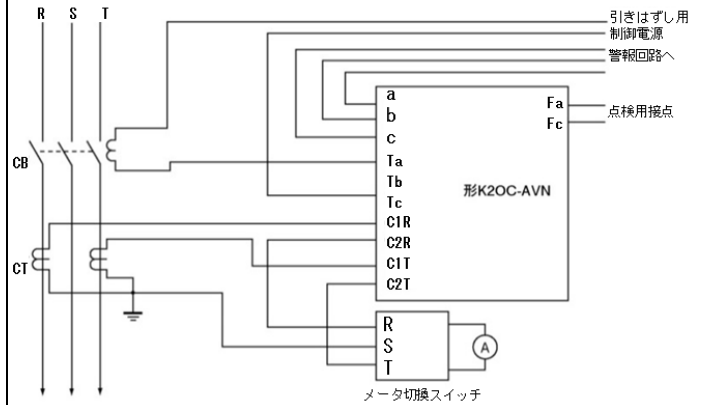 R S T
引きはずし用
制御電源
警報回路へ
a
b
c
Ta
Tb
Tc
C1R
C2R
C1T
C2T
Fa
Fc
点検用接点
形K2OC-AVN
CB
CT
R
S
T
A
メータ切換スイッチ